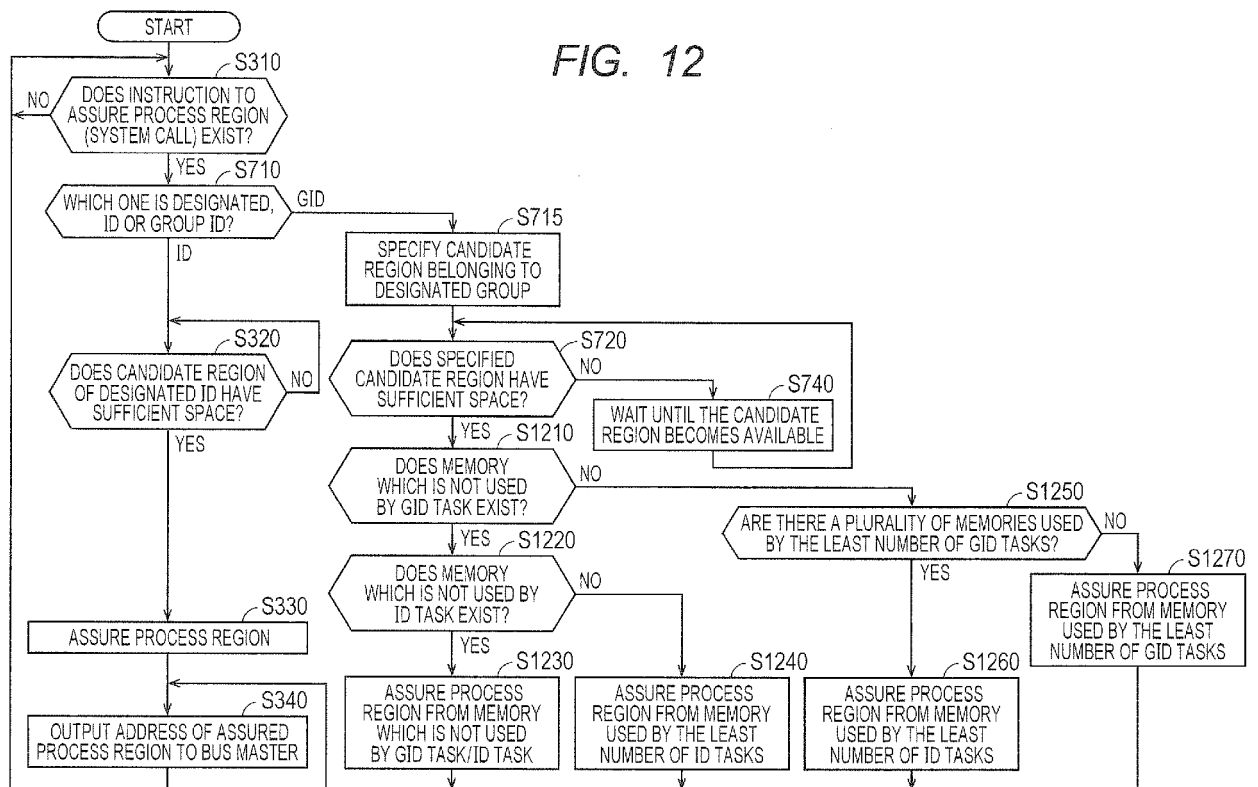 START
FIG. 12
S310
DOES INSTRUCTION TO
ASSURE PROCESS REGION
(SYSTEM CALL) EXIST?
NO
YES
S710
WHICH ONE IS DESIGNATED,
ID OR GROUP ID?
GID
ID
S715
SPECIFY CANDIDATE
REGION BELONGING TO
DESIGNATED GROUP
S320
DOES CANDIDATE REGION
OF DESIGNATED ID HAVE
SUFFICIENT SPACE?
NO
YES
S720
DOES SPECIFIED
CANDIDATE REGION HAVE
SUFFICIENT SPACE?
NO
YES
S740
WAIT UNTIL THE CANDIDATE
REGION BECOMES AVAILABLE
S1210
DOES MEMORY
WHICH IS NOT USED
BY GID TASK EXIST?
NO
YES
S1250
ARE THERE A PLURALITY OF MEMORIES USED
BY THE LEAST NUMBER OF GID TASKS?
NO
YES
S1220
DOES MEMORY
WHICH IS NOT USED BY
ID TASK EXIST?
NO
YES
S1270
ASSURE PROCESS
REGION FROM MEMORY
USED BY THE LEAST
NUMBER OF GID TASKS
S330
ASSURE PROCESS REGION
S340
OUTPUT ADDRESS OF ASSURED
PROCESS REGION TO BUS MASTER
S1230
ASSURE PROCESS
REGION FROM MEMORY
WHICH IS NOT USED
BY GID TASK/ID TASK
S1240
ASSURE PROCESS
REGION FROM MEMORY
USED BY THE LEAST
NUMBER OF ID TASKS
S1260
ASSURE PROCESS
REGION FROM MEMORY
USED BY THE LEAST
NUMBER OF ID TASKS